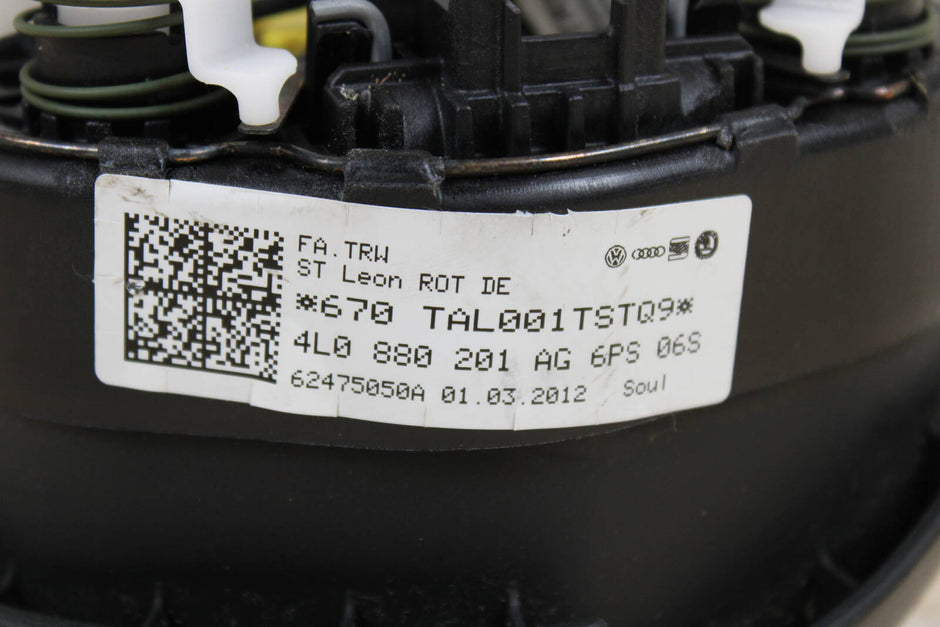 FA.TRW
ST Leon ROT DE
*670 TAL001TSTQ9*
4L0 880 201 AG 6PS 06S
62475050A 01.03.2012 Soul